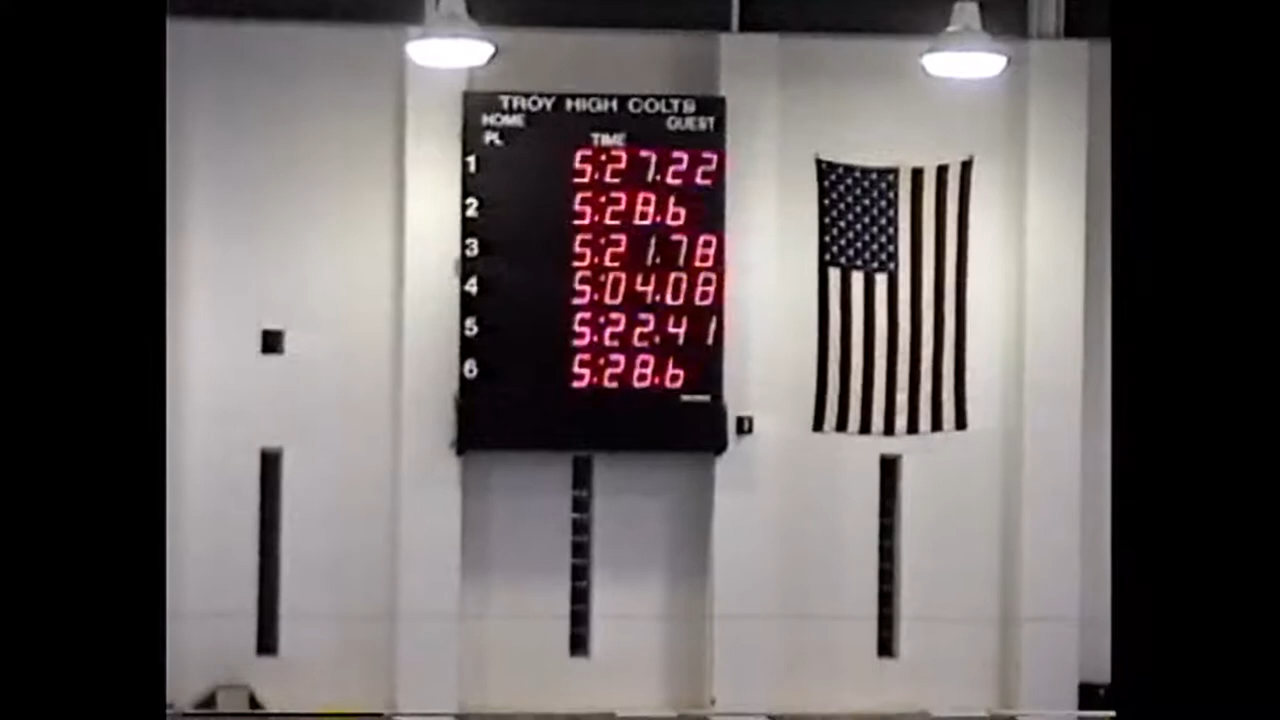 TROY HIGH COLTS
HOME GUEST
PL TIME
1 5:27.22
2 5:28.6
3 5:21.78
4 5:04.08
5 5:22.41
6 5:28.6